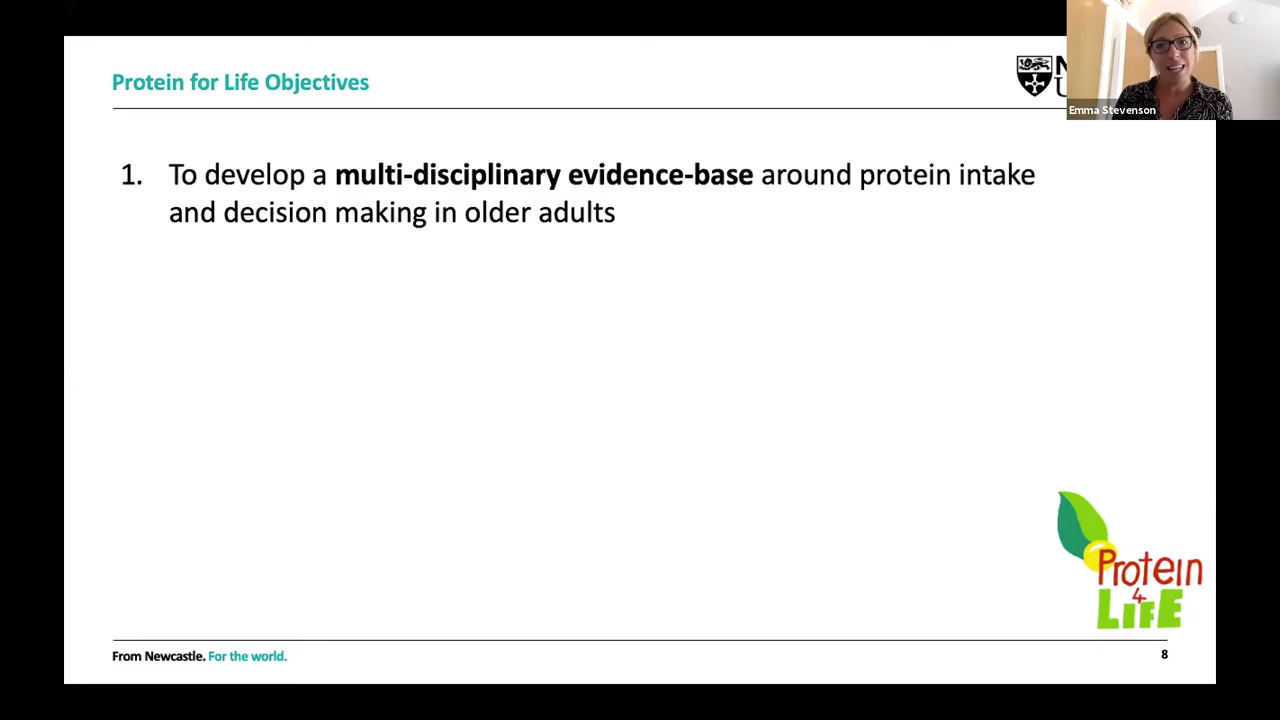 Protein for Life Objectives
Emma Stevenson
1. To develop a multi-disciplinary evidence-base around protein intake
and decision making in older adults
Protein
4
LIFE
From Newcastle. For the world.
8